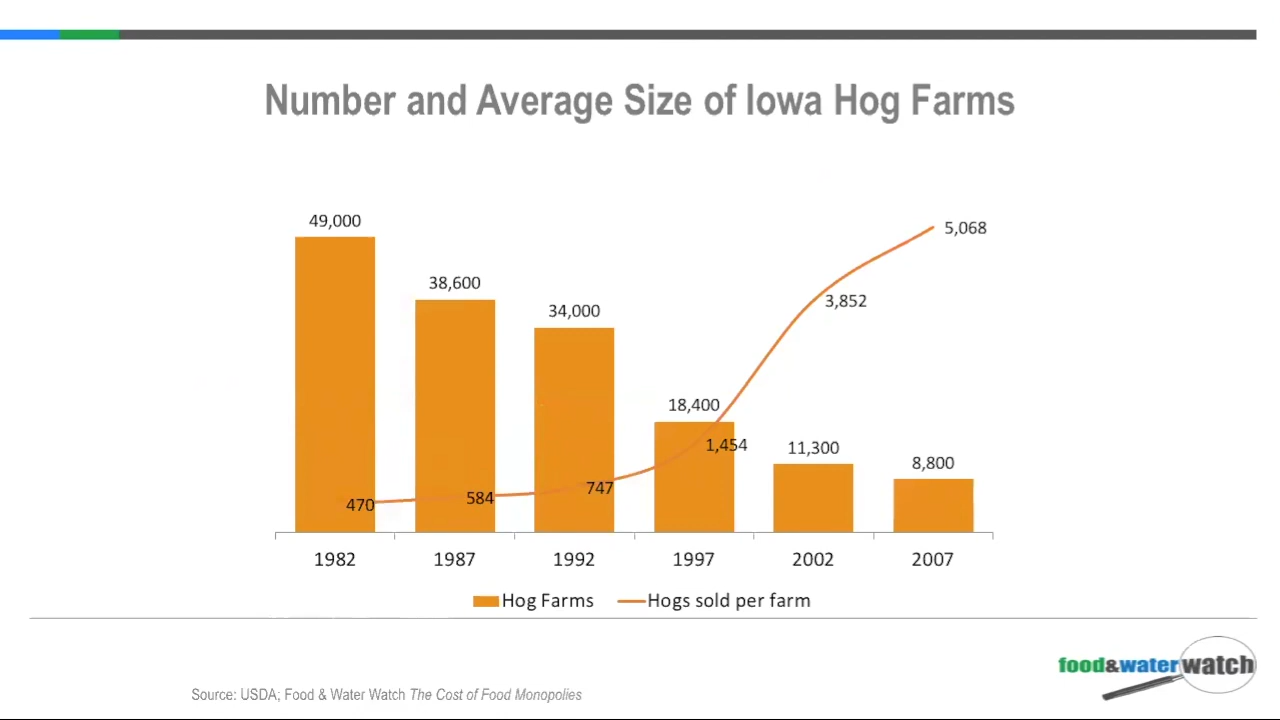 Number and Average Size of Iowa Hog Farms
49,000
38,600
34,000
18,400
11,300
8,800
470
584
747
1,454
3,852
5,068
1982 1987 1992 1997 2002 2007
Hog Farms Hogs sold per farm
food&waterwatch
Source: USDA; Food & Water Watch The Cost of Food Monopolies